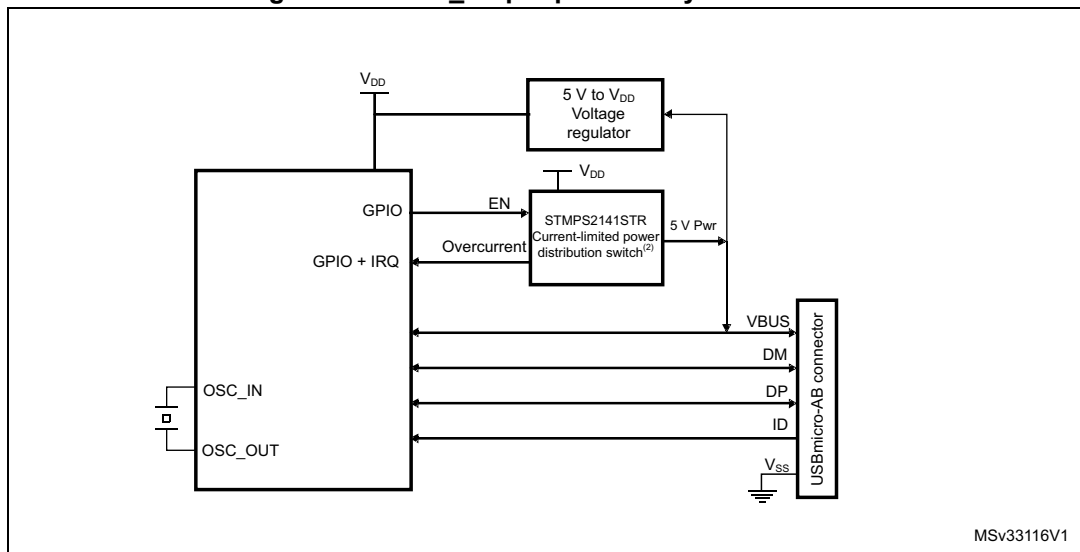 V_DD
5 V to V_DD
Voltage
regulator
V_DD
GPIO
EN
STMPS2141STR
Current-limited power
distribution switch(2)
5 V Pwr
Overcurrent
GPIO + IRQ
VBUS
DM
DP
ID
V_SS
USBmicro-AB connector
OSC_IN
OSC_OUT
MSv33116V1